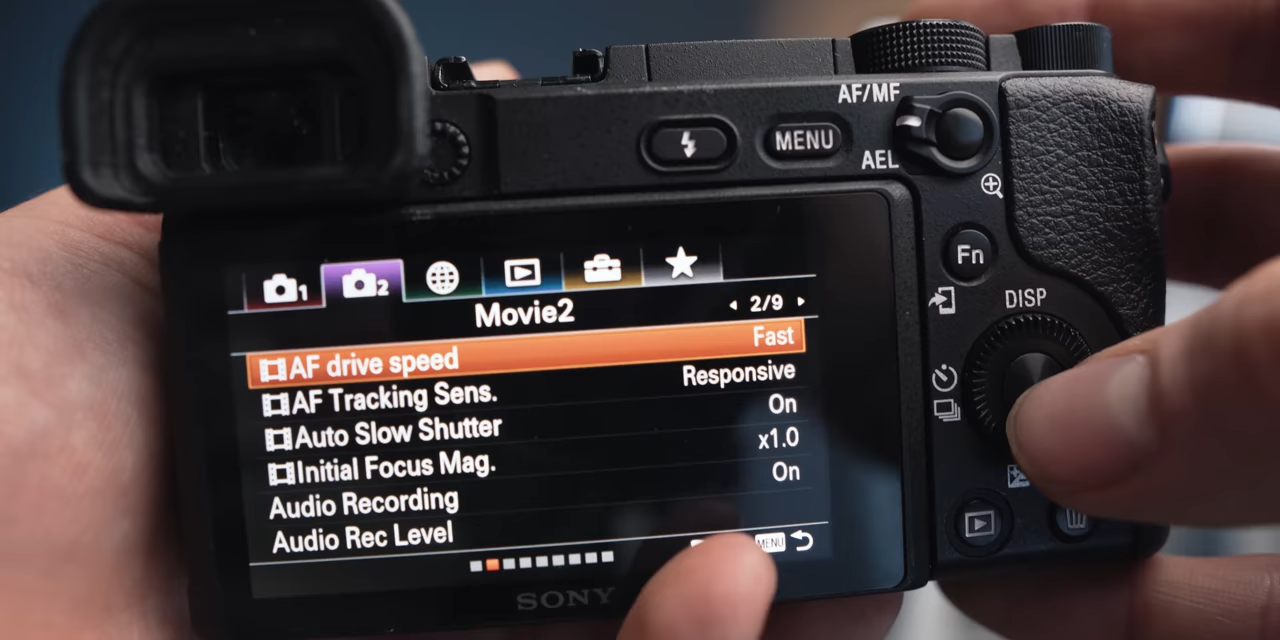 AF/MF
MENU
AEL
Fn
DISP
1
2
Movie2
2/9
AF drive speed Fast
AF Tracking Sens. Responsive
Auto Slow Shutter On
Initial Focus Mag. x1.0
Audio Recording On
Audio Rec Level
MENU
SONY